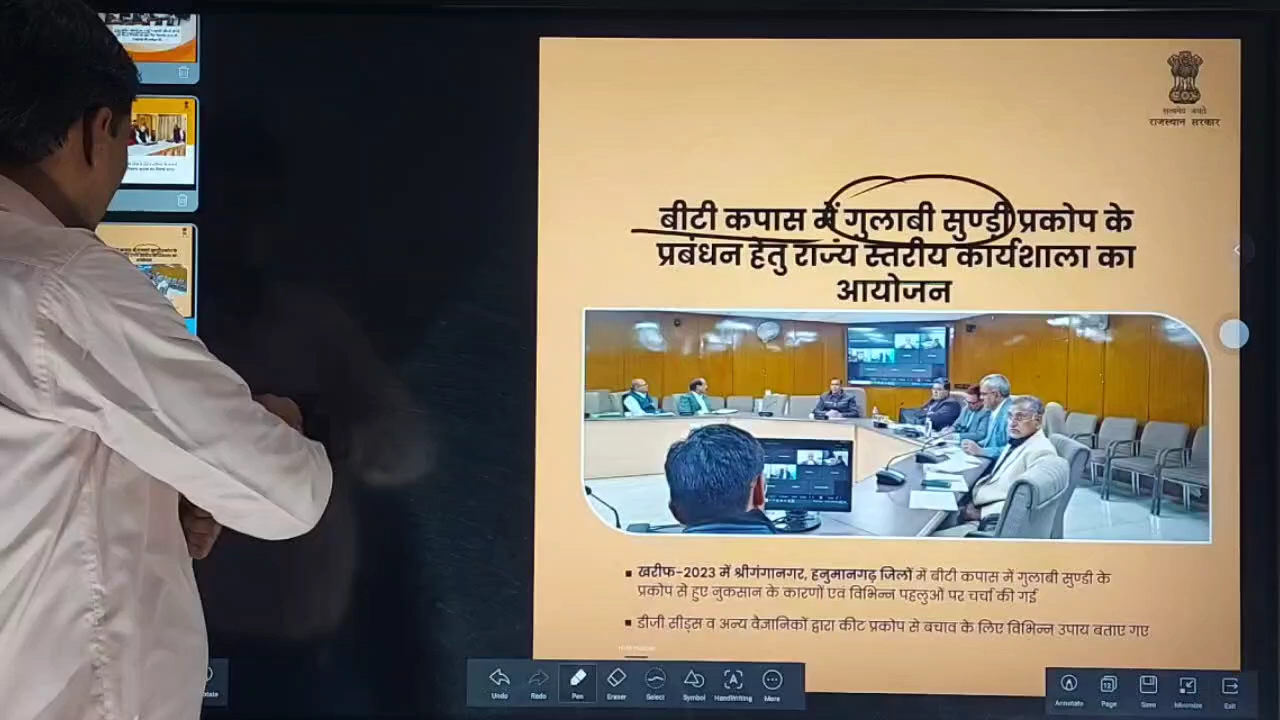 सत्यमेव जयते
राजस्थान सरकार
बीटी कपास में गुलाबी सुण्डी प्रकोप के
प्रबंधन हेतु राज्य स्तरीय कार्यशाला का
आयोजन
खरीफ-2023 में श्रीगंगानगर, हनुमानगढ़ जिलों में बीटी कपास में गुलाबी सुण्डी के
प्रकोप से हुए नुकसान के कारणों एवं विभिन्न पहलुओं पर चर्चा की गई
डीजी सीड्स व अन्य वैज्ञानिकों द्वारा कीट प्रकोप से बचाव के लिए विभिन्न उपाय बताए गए
Undo Redo Pen Eraser Select Symbol HandWriting More
Annotate Page Save Minimize Exit